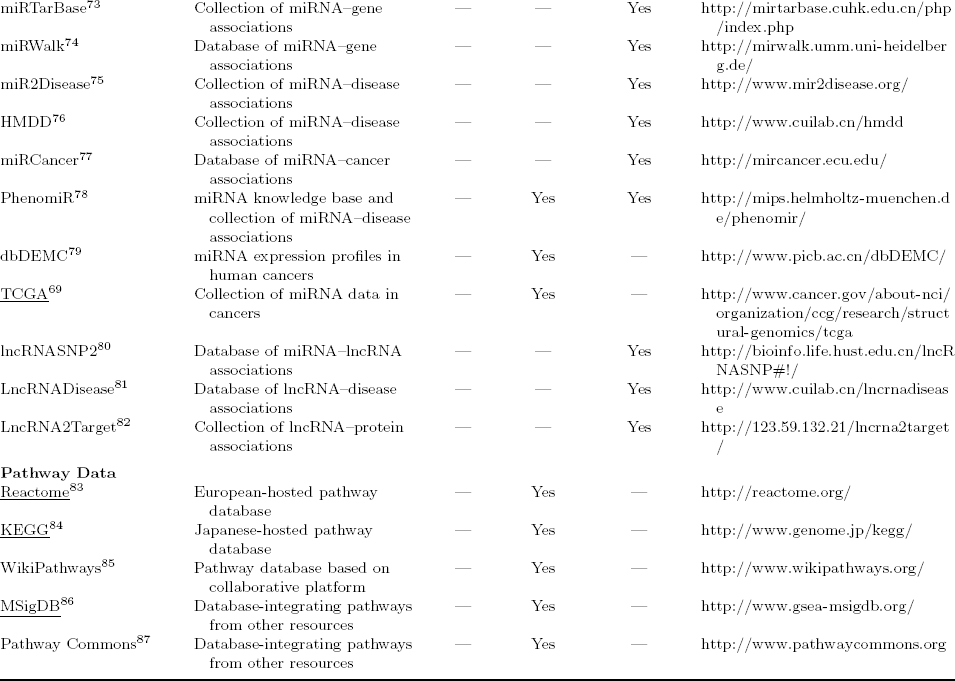 miRTarBase73 Collection of miRNA–gene — — Yes http://mirtarbase.cuhk.edu.cn/php
associations /index.php
miRWalk74 Database of miRNA–gene — — Yes http://mirwalk.umm.uni-heidelber
associations g.de/
miR2Disease75 Collection of miRNA–disease — — Yes http://www.mir2disease.org/
associations
HMDD76 Collection of miRNA–disease — — Yes http://www.cuilab.cn/hmdd
associations
miRCancer77 Database of miRNA–cancer — — Yes http://mircancer.ecu.edu/
associations
PhenomiR78 miRNA knowledge base and — Yes Yes http://mips.helmholtz-muenchen.d
collection of miRNA–disease e/phenomir/
associations
dbDEMC79 miRNA expression profiles in — Yes — http://www.picb.ac.cn/dbDEMC/
human cancers
TCGA69 Collection of miRNA data in — Yes — http://www.cancer.gov/about-nci/
cancers organization/ccg/research/struct
ural-genomics/tcga
lncRNASNP280 Database of miRNA–lncRNA — — Yes http://bioinfo.life.hust.edu.cn/lncR
associations NASNP#!/
LncRNADisease81 Database of lncRNA–disease — — Yes http://www.cuilab.cn/lncrnadiseas
associations e
LncRNA2Target82 Collection of lncRNA–protein — — Yes http://123.59.132.21/lncrna2target
associations /
Pathway Data
Reactome83 European-hosted pathway — Yes — http://reactome.org/
database
KEGG84 Japanese-hosted pathway — Yes — http://www.genome.jp/kegg/
database
WikiPathways85 Pathway database based on — Yes — http://www.wikipathways.org/
collaborative platform
MSigDB86 Database-integrating pathways — Yes — http://www.gsea-msigdb.org/
from other resources
Pathway Commons87 Database-integrating pathways — Yes — http://www.pathwaycommons.org
from other resources